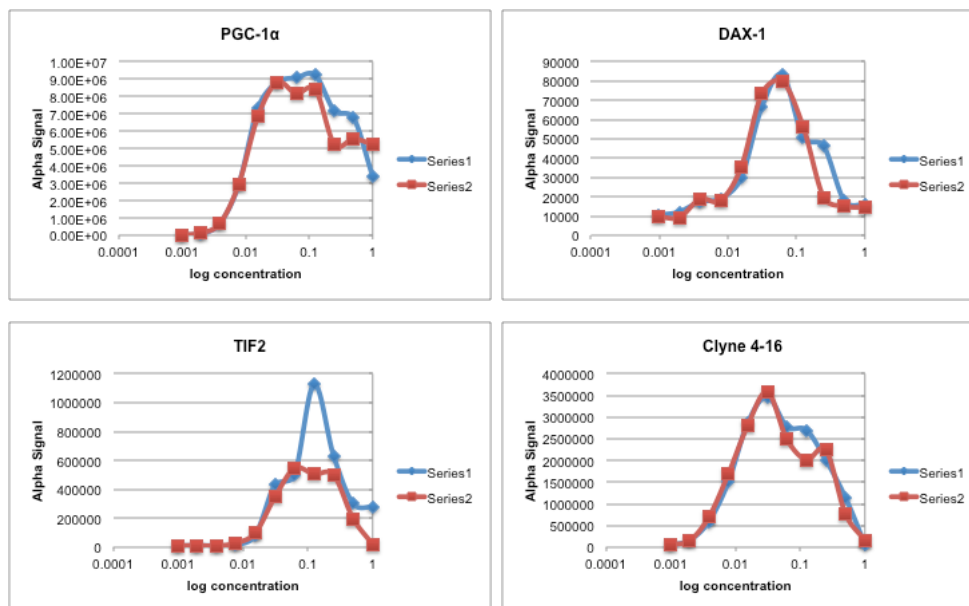 PGC-1α
1.00E+07
9.00E+06
8.00E+06
7.00E+06
6.00E+06
5.00E+06
4.00E+06
3.00E+06
2.00E+06
1.00E+06
0.00E+00
Alpha Signal
0.0001 0.001 0.01 0.1 1
log concentration
Series1
Series2
DAX-1
90000
80000
70000
60000
50000
40000
30000
20000
10000
0
Alpha Signal
0.0001 0.001 0.01 0.1 1
log concentration
Series1
Series2
TIF2
1200000
1000000
800000
600000
400000
200000
0
Alpha Signal
0.0001 0.001 0.01 0.1 1
log concentration
Series1
Series2
Clyne 4-16
4000000
3500000
3000000
2500000
2000000
1500000
1000000
500000
0
Alpha Signal
0.0001 0.001 0.01 0.1 1
log concentration
Series1
Series2